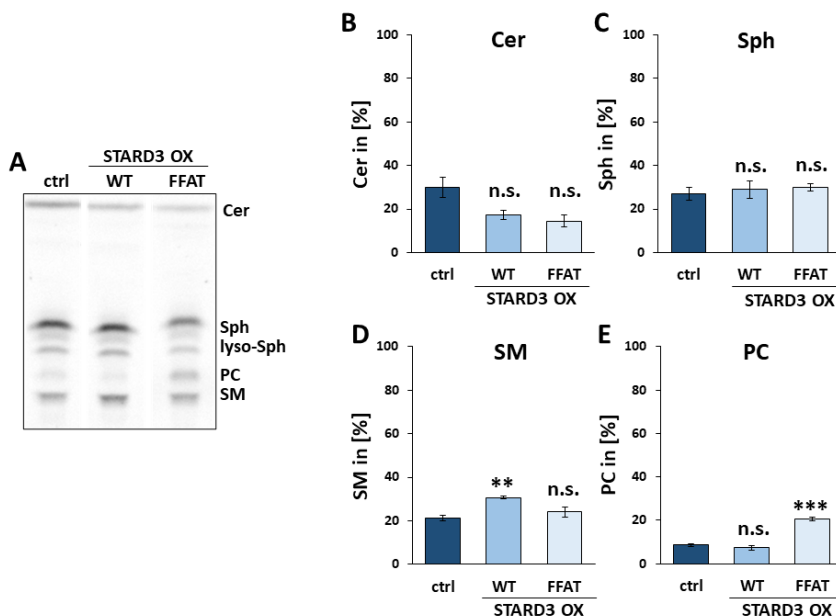 A
STARD3 OX
ctrl WT FFAT
Cer
Sph
lyso-Sph
PC
SM
B
Cer
Cer in [%]
100
80
60
40
20
0
n.s. n.s.
ctrl WT FFAT
STARD3 OX
C
Sph
Sph in [%]
100
80
60
40
20
0
n.s. n.s.
ctrl WT FFAT
STARD3 OX
D
SM
SM in [%]
100
80
60
40
20
0
** n.s.
ctrl WT FFAT
STARD3 OX
E
PC
PC in [%]
100
80
60
40
20
0
n.s. ***
ctrl WT FFAT
STARD3 OX